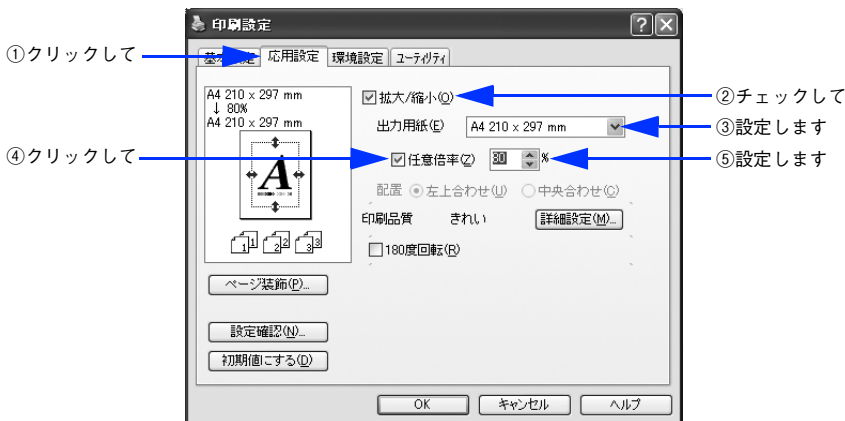 印刷設定
①クリックして
応用設定 環境設定 ユーティリティ
A4 210 x 297 mm
↓ 80%
A4 210 x 297 mm
拡大/縮小(O)
②チェックして
出力用紙(E) A4 210 x 297 mm
③設定します
④クリックして
任意倍率(Z) 80 %
⑤設定します
配置 左上合わせ(U) 中央合わせ(C)
印刷品質 きれい 詳細設定(M)...
180度回転(R)
A
1 1 2 2 3 3
ページ装飾(P)...
設定確認(N)...
初期値にする(D)
OK キャンセル ヘルプ